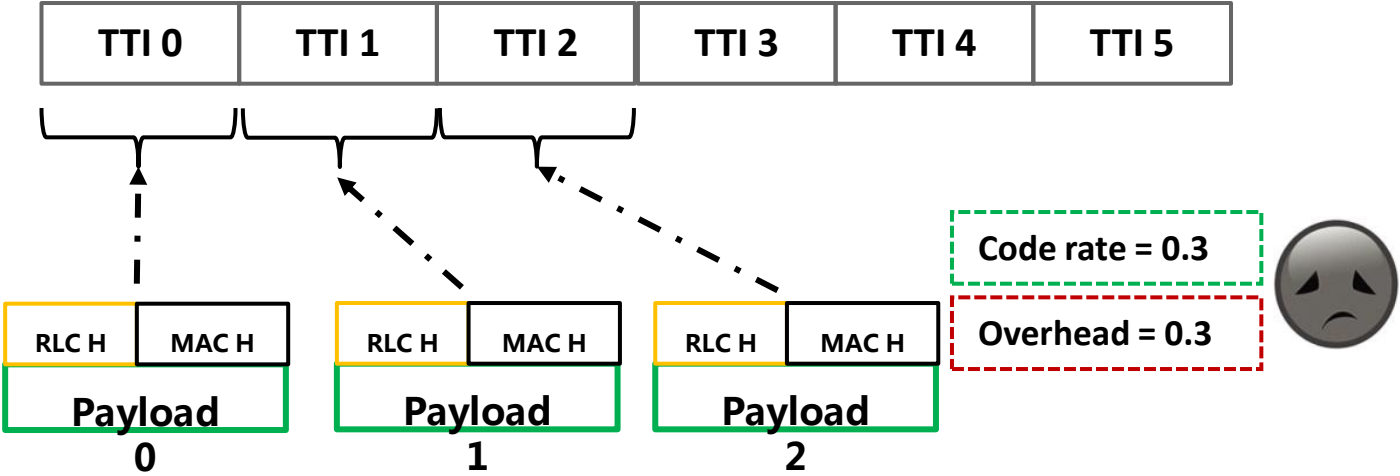 TTI 0 TTI 1 TTI 2 TTI 3 TTI 4 TTI 5
Code rate = 0.3
Overhead = 0.3
RLC H MAC H RLC H MAC H RLC H MAC H
Payload Payload Payload
0 1 2